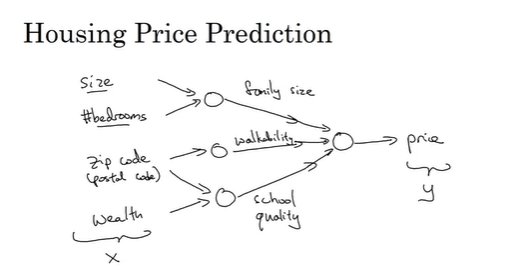 Housing Price Prediction
size
family size
#bedrooms
walkability
price
zip code
(postal code)
y
school
quality
wealth
x